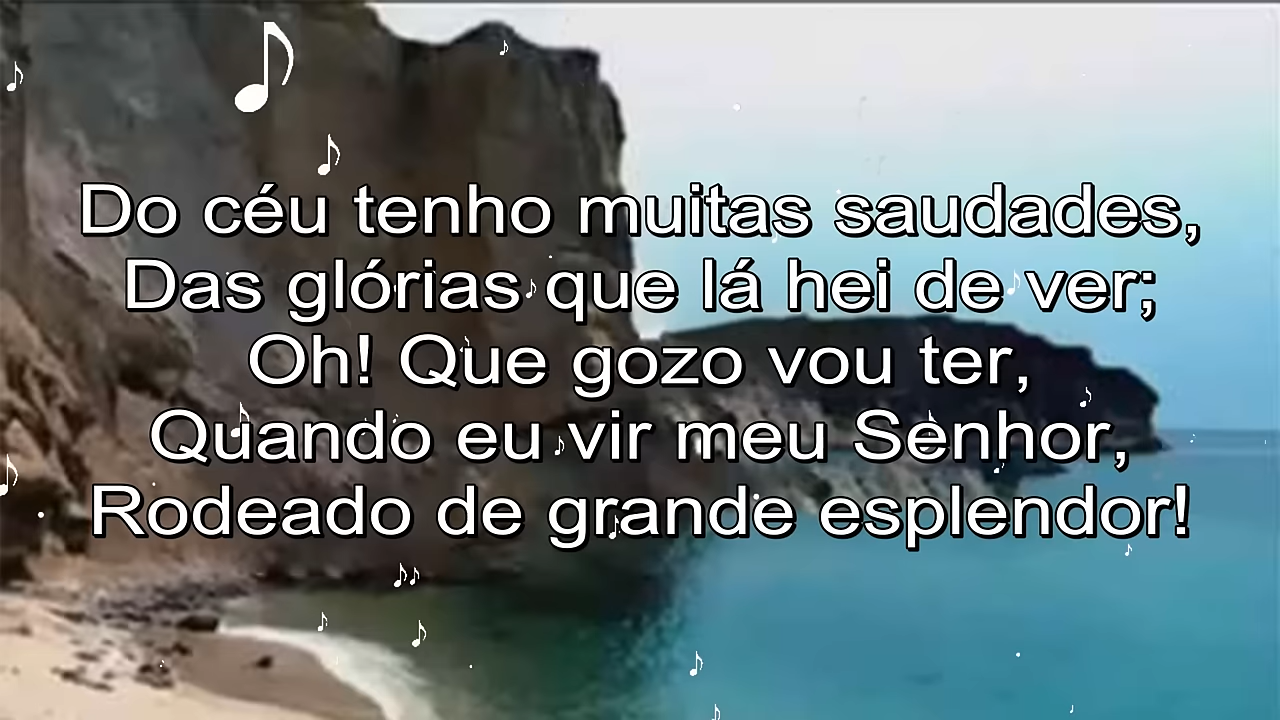 Do céu tenho muitas saudades,
Das glórias que lá hei de ver;
Oh! Que gozo vou ter,
Quando eu vir meu Senhor,
Rodeado de grande esplendor!